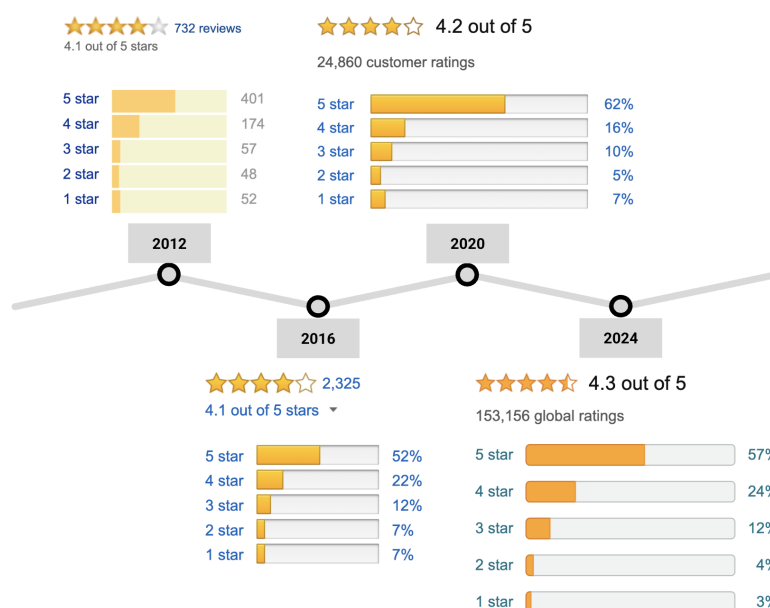 732 reviews
4.1 out of 5 stars
5 star 401
4 star 174
3 star 57
2 star 48
1 star 52
4.2 out of 5
24,860 customer ratings
5 star 62%
4 star 16%
3 star 10%
2 star 5%
1 star 7%
2012
2020
2016
2024
2,325
4.1 out of 5 stars
5 star 52%
4 star 22%
3 star 12%
2 star 7%
1 star 7%
4.3 out of 5
153,156 global ratings
5 star 57%
4 star 24%
3 star 12%
2 star 4%
1 star 3%